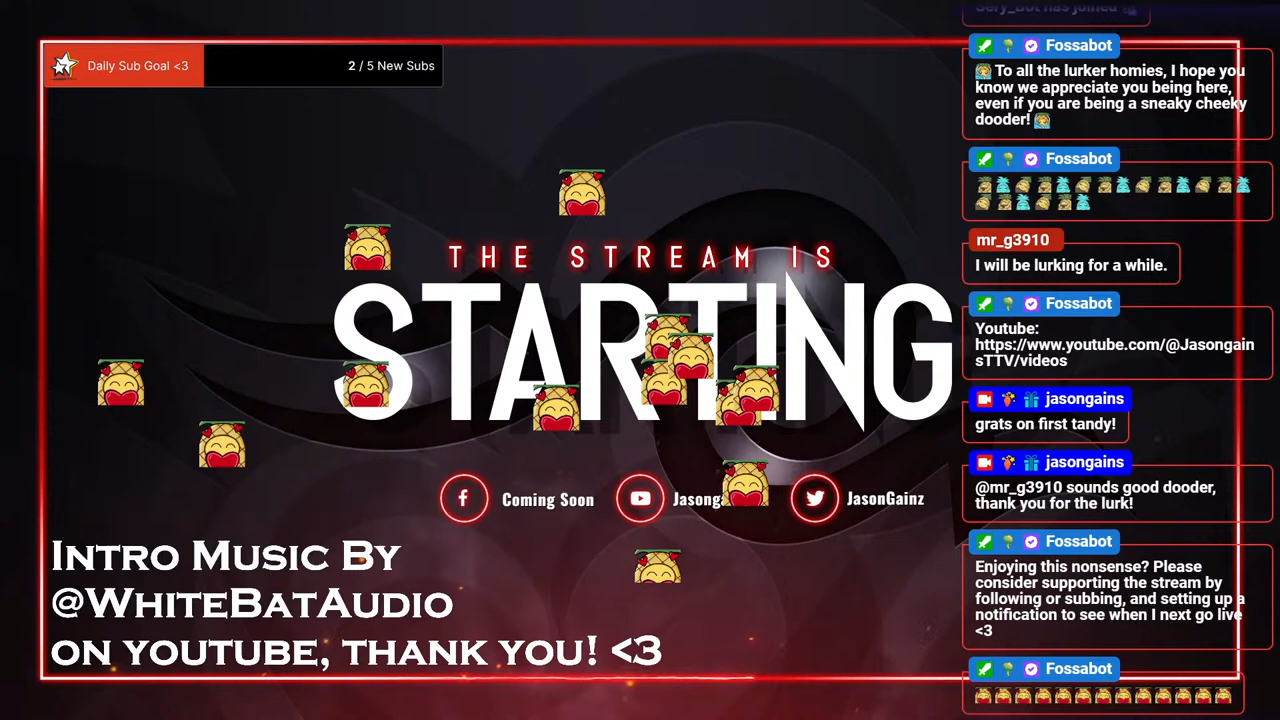 Daily Sub Goal <3
2 / 5 New Subs
THE STREAM IS
STARTING
Coming Soon
Jasong
JasonGainz
INTRO MUSIC BY
@WHITEBATAUDIO
ON YOUTUBE, THANK YOU! <3
Gery_Bot has joined
Fossabot
To all the lurker homies, I hope you
know we appreciate you being here,
even if you are being a sneaky cheeky
dooder!
Fossabot
mr_g3910
I will be lurking for a while.
Fossabot
Youtube:
https://www.youtube.com/@Jasongain
sTTV/videos
jasongains
grats on first tandy!
jasongains
@mr_g3910 sounds good dooder,
thank you for the lurk!
Fossabot
Enjoying this nonsense? Please
consider supporting the stream by
following or subbing, and setting up a
notification to see when I next go live
<3
Fossabot